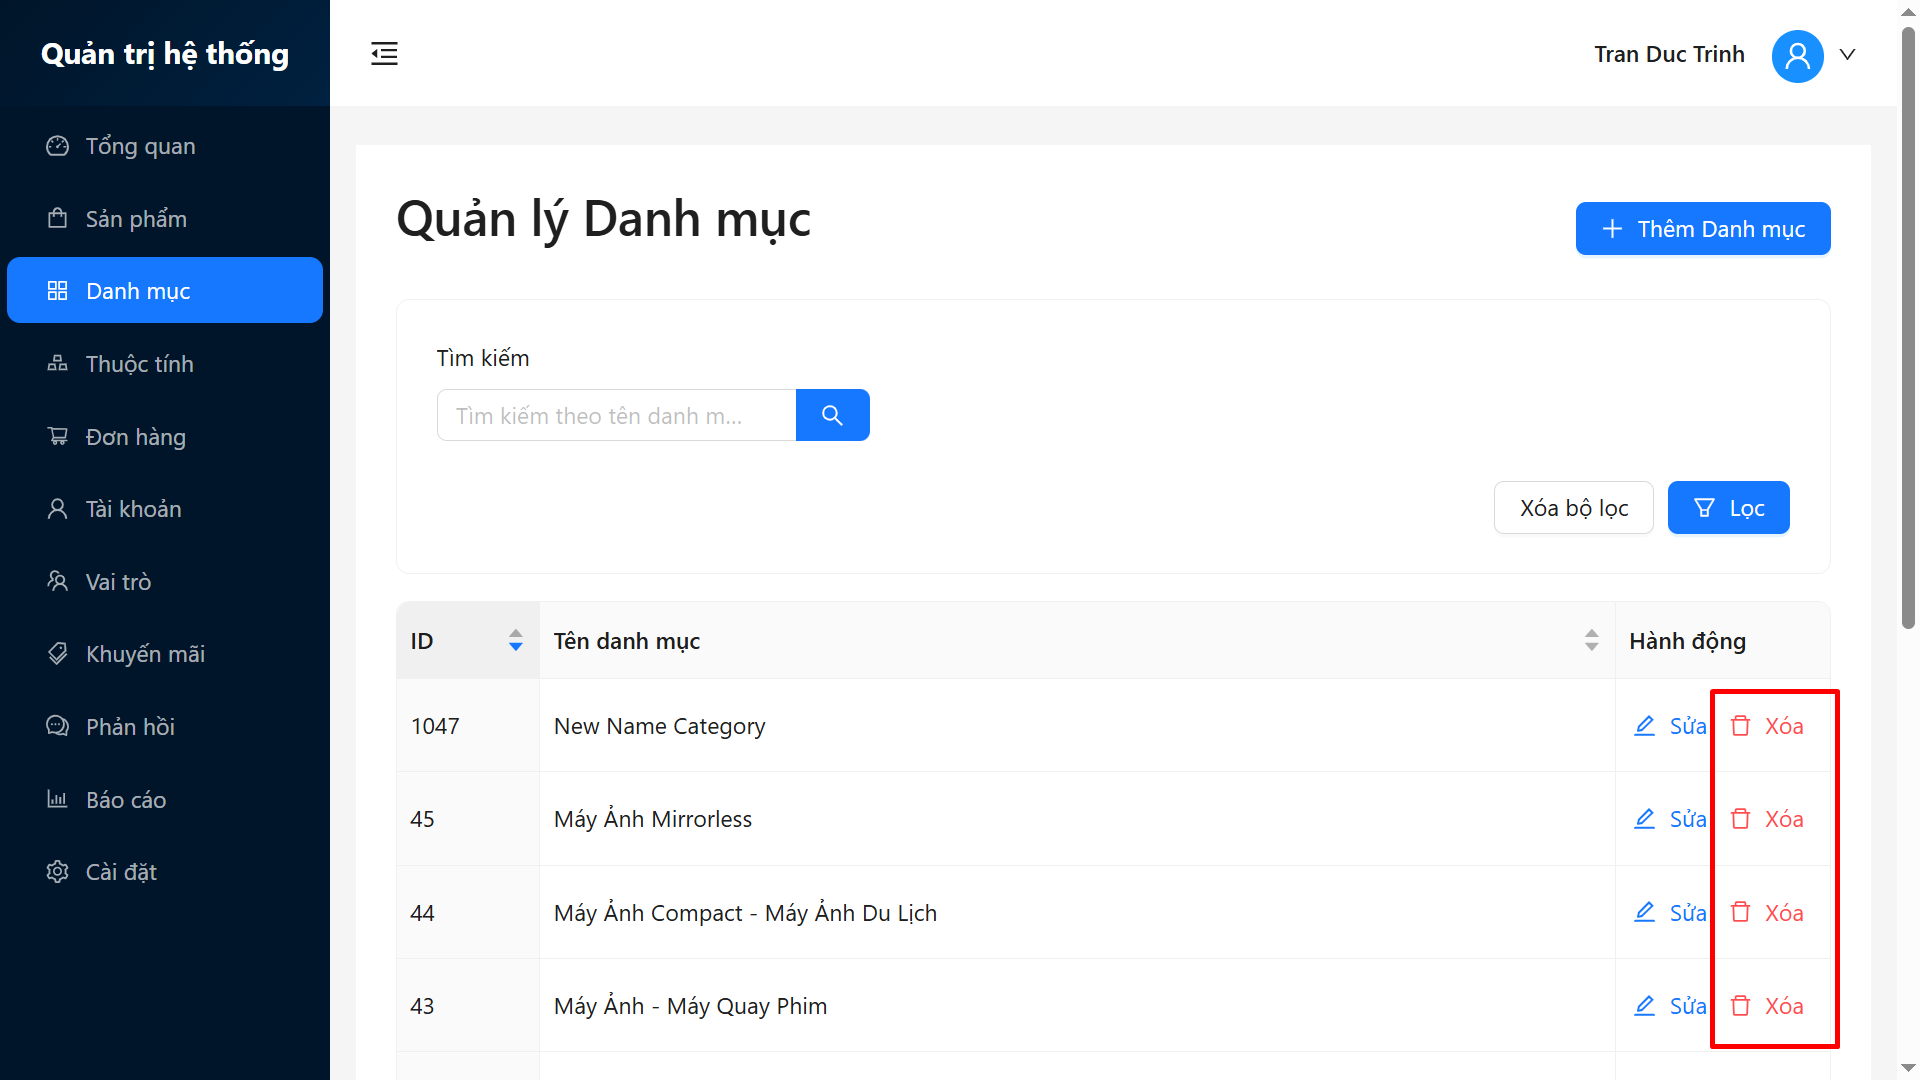 Quản trị hệ thống
Tran Duc Trinh
Tổng quan
Sản phẩm
Danh mục
Thuộc tính
Đơn hàng
Tài khoản
Vai trò
Khuyến mãi
Phản hồi
Báo cáo
Cài đặt
Quản lý Danh mục
Thêm Danh mục
Tìm kiếm
Tìm kiếm theo tên danh m...
Xóa bộ lọc Lọc
ID Tên danh mục Hành động
1047 New Name Category Sửa Xóa
45 Máy Ảnh Mirrorless Sửa Xóa
44 Máy Ảnh Compact - Máy Ảnh Du Lịch Sửa Xóa
43 Máy Ảnh - Máy Quay Phim Sửa Xóa